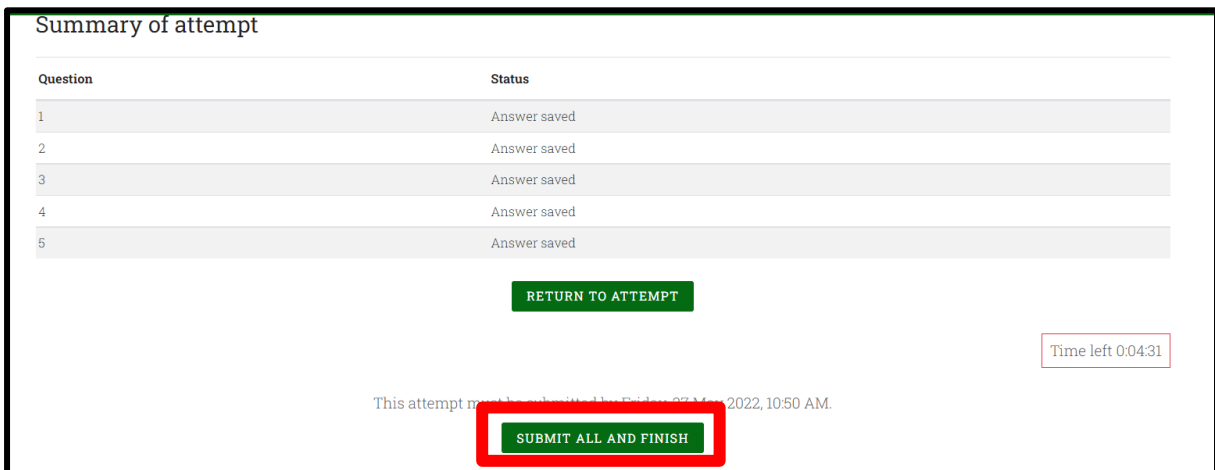 Summary of attempt
Question Status
1 Answer saved
2 Answer saved
3 Answer saved
4 Answer saved
5 Answer saved
RETURN TO ATTEMPT
Time left 0:04:31
This attempt must be submitted by Friday, 27 May 2022, 10:50 AM.
SUBMIT ALL AND FINISH